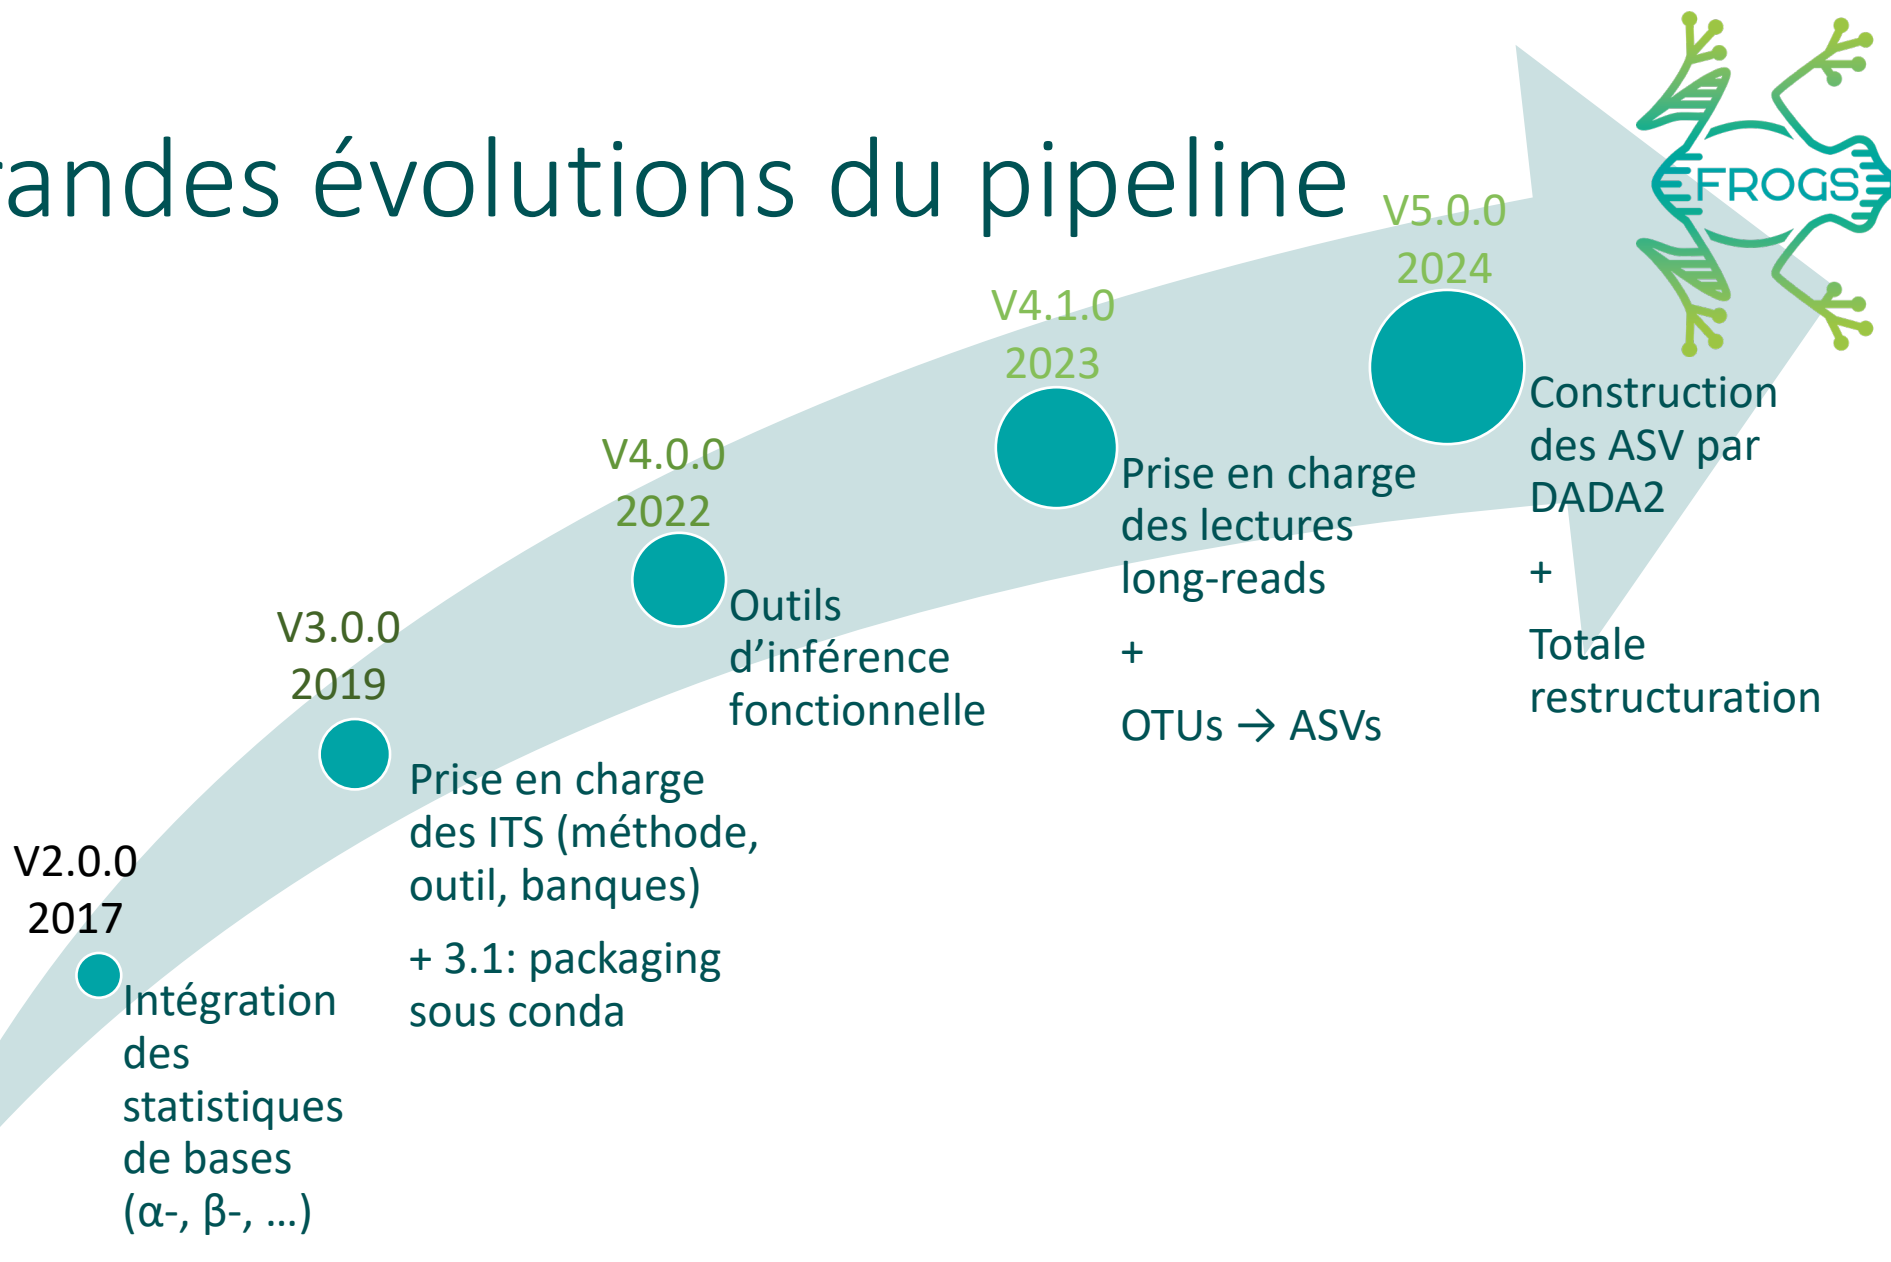 randes évolutions du pipeline
FROGS
V5.0.0
2024
Construction
des ASV par
DADA2
+
Totale
restructuration
V4.1.0
2023
Prise en charge
des lectures
long-reads
+
OTUs → ASVs
V4.0.0
2022
Outils
d’inférence
fonctionnelle
V3.0.0
2019
Prise en charge
des ITS (méthode,
outil, banques)
+ 3.1: packaging
sous conda
V2.0.0
2017
Intégration
des
statistiques
de bases
(α-, β-, …)